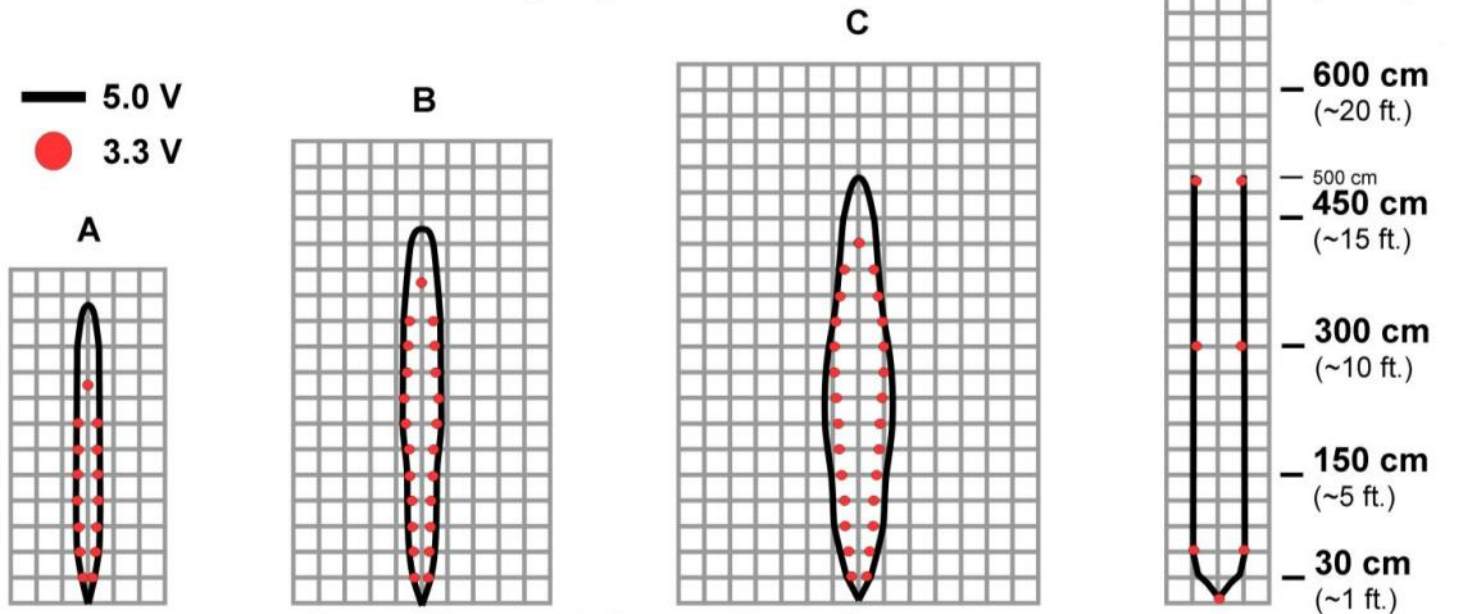 5.0 V
3.3 V
A
B
C
600 cm
(~20 ft.)
500 cm
450 cm
(~15 ft.)
300 cm
(~10 ft.)
150 cm
(~5 ft.)
30 cm
(~1 ft.)